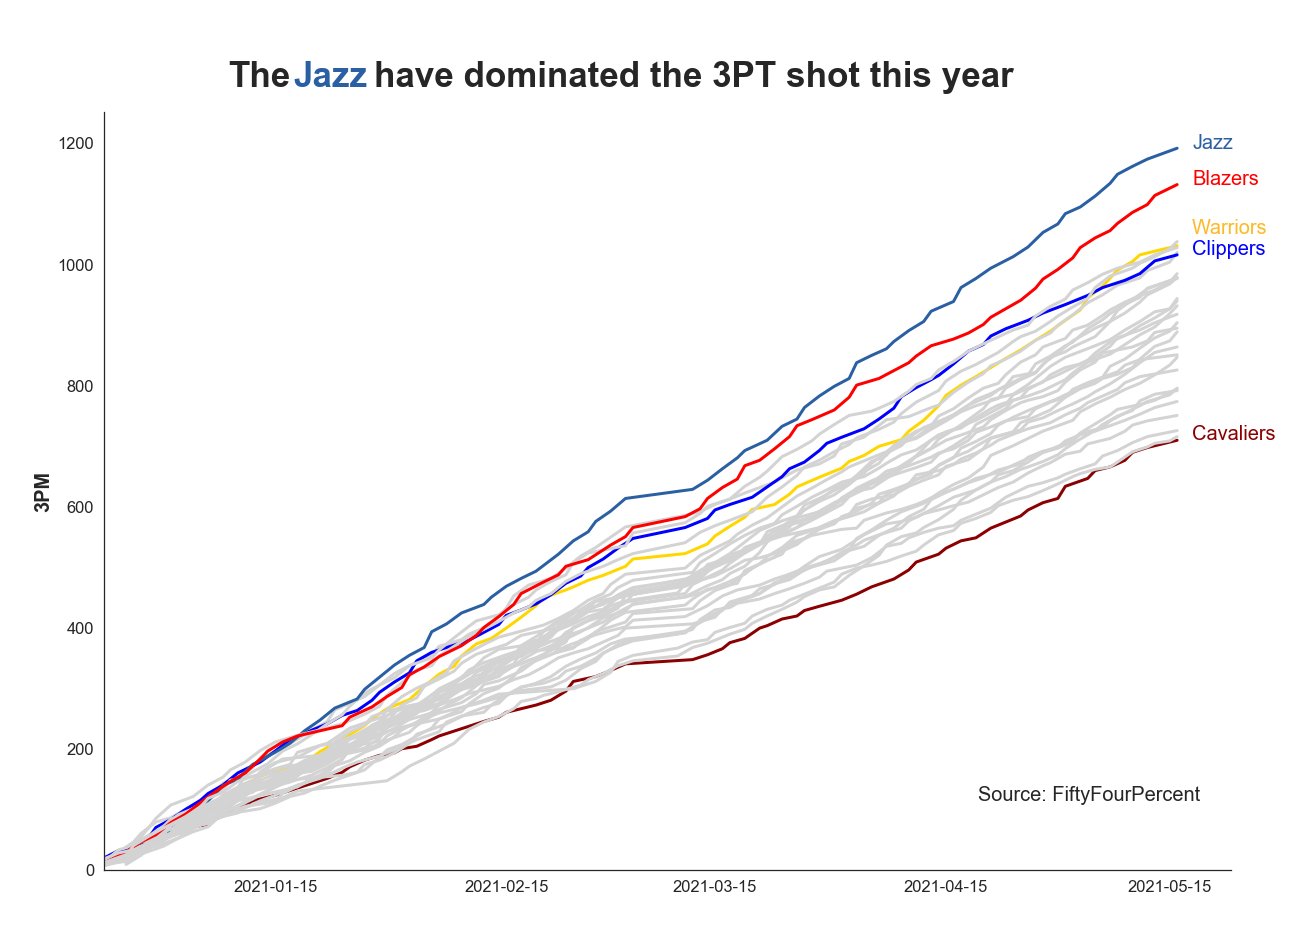 The Jazz have dominated the 3PT shot this year
1200
1000
800
600
400
200
0
3PM
Jazz
Blazers
Warriors
Clippers
Cavaliers
Source: FiftyFourPercent
2021-01-15
2021-02-15
2021-03-15
2021-04-15
2021-05-15